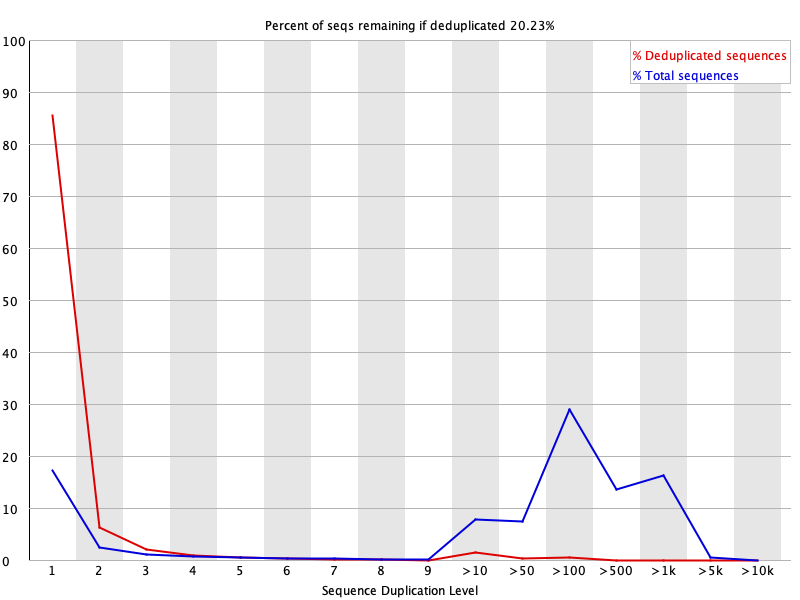 Percent of seqs remaining if deduplicated 20.23%
% Deduplicated sequences
% Total sequences
100
90
80
70
60
50
40
30
20
10
0
1 2 3 4 5 6 7 8 9 >10 >50 >100 >500 >1k >5k >10k
Sequence Duplication Level